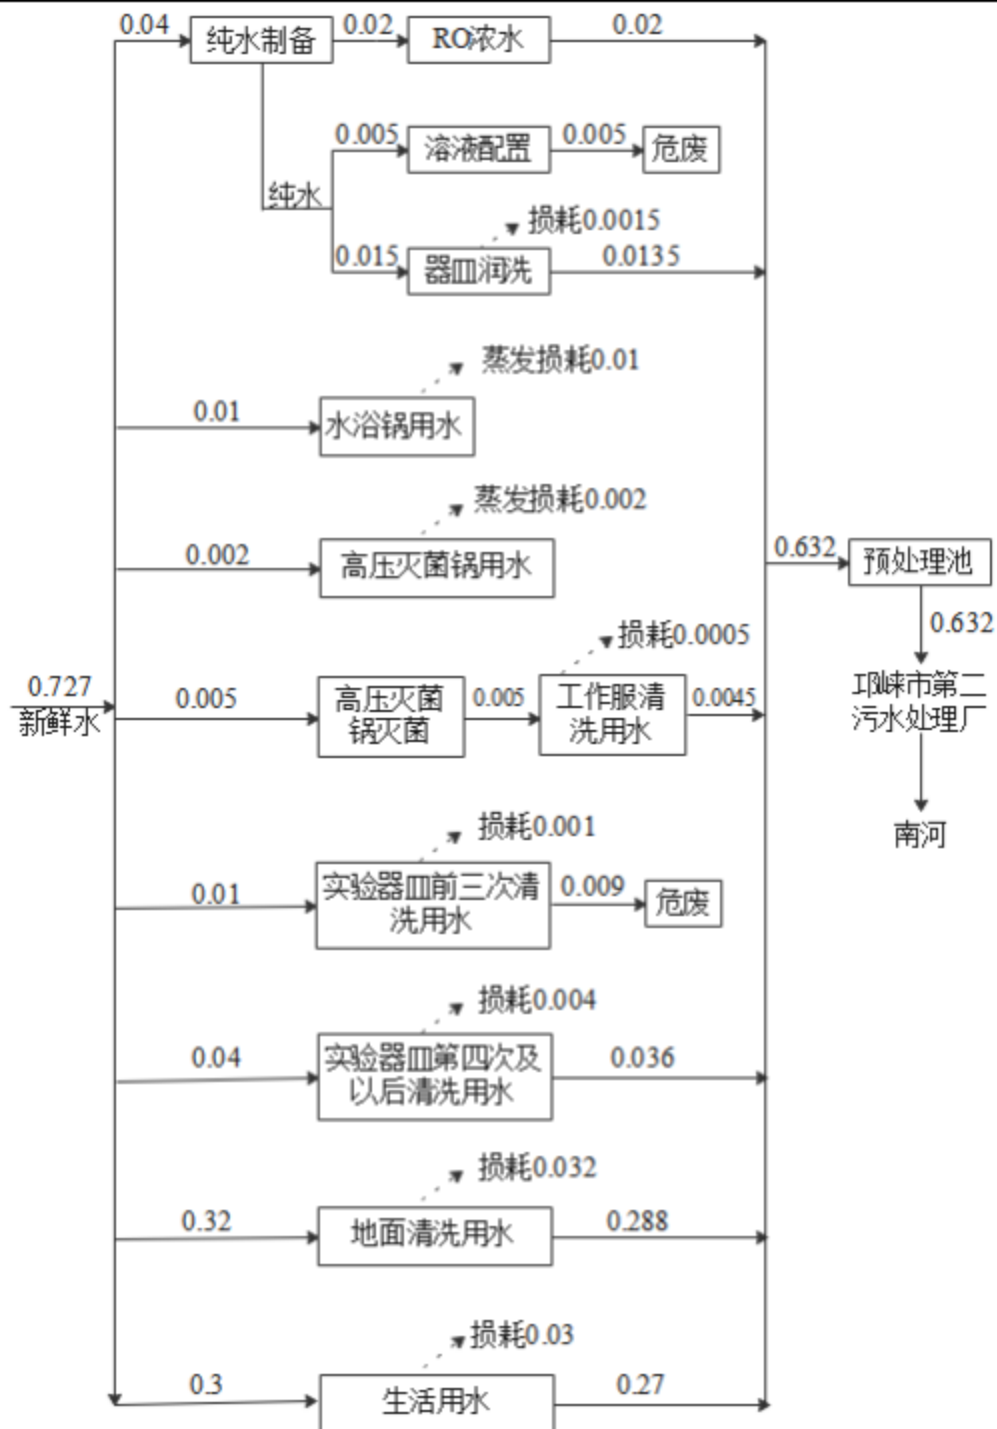 0.04
纯水制备
0.02
RO浓水
0.02
0.005
溶液配置
0.005
危废
纯水
损耗0.0015
0.015
器皿润洗
0.0135
蒸发损耗0.01
0.01
水浴锅用水
蒸发损耗0.002
0.002
高压灭菌锅用水
0.632
预处理池
0.632
邛崃市第二
污水处理厂
南河
损耗0.0005
0.727
新鲜水
0.005
高压灭菌
锅灭菌
0.005
工作服清
洗用水
0.0045
损耗0.001
0.01
实验器皿前三次清
洗用水
0.009
危废
损耗0.004
0.04
实验器皿第四次及
以后清洗用水
0.036
损耗0.032
0.32
地面清洗用水
0.288
损耗0.03
0.3
生活用水
0.27